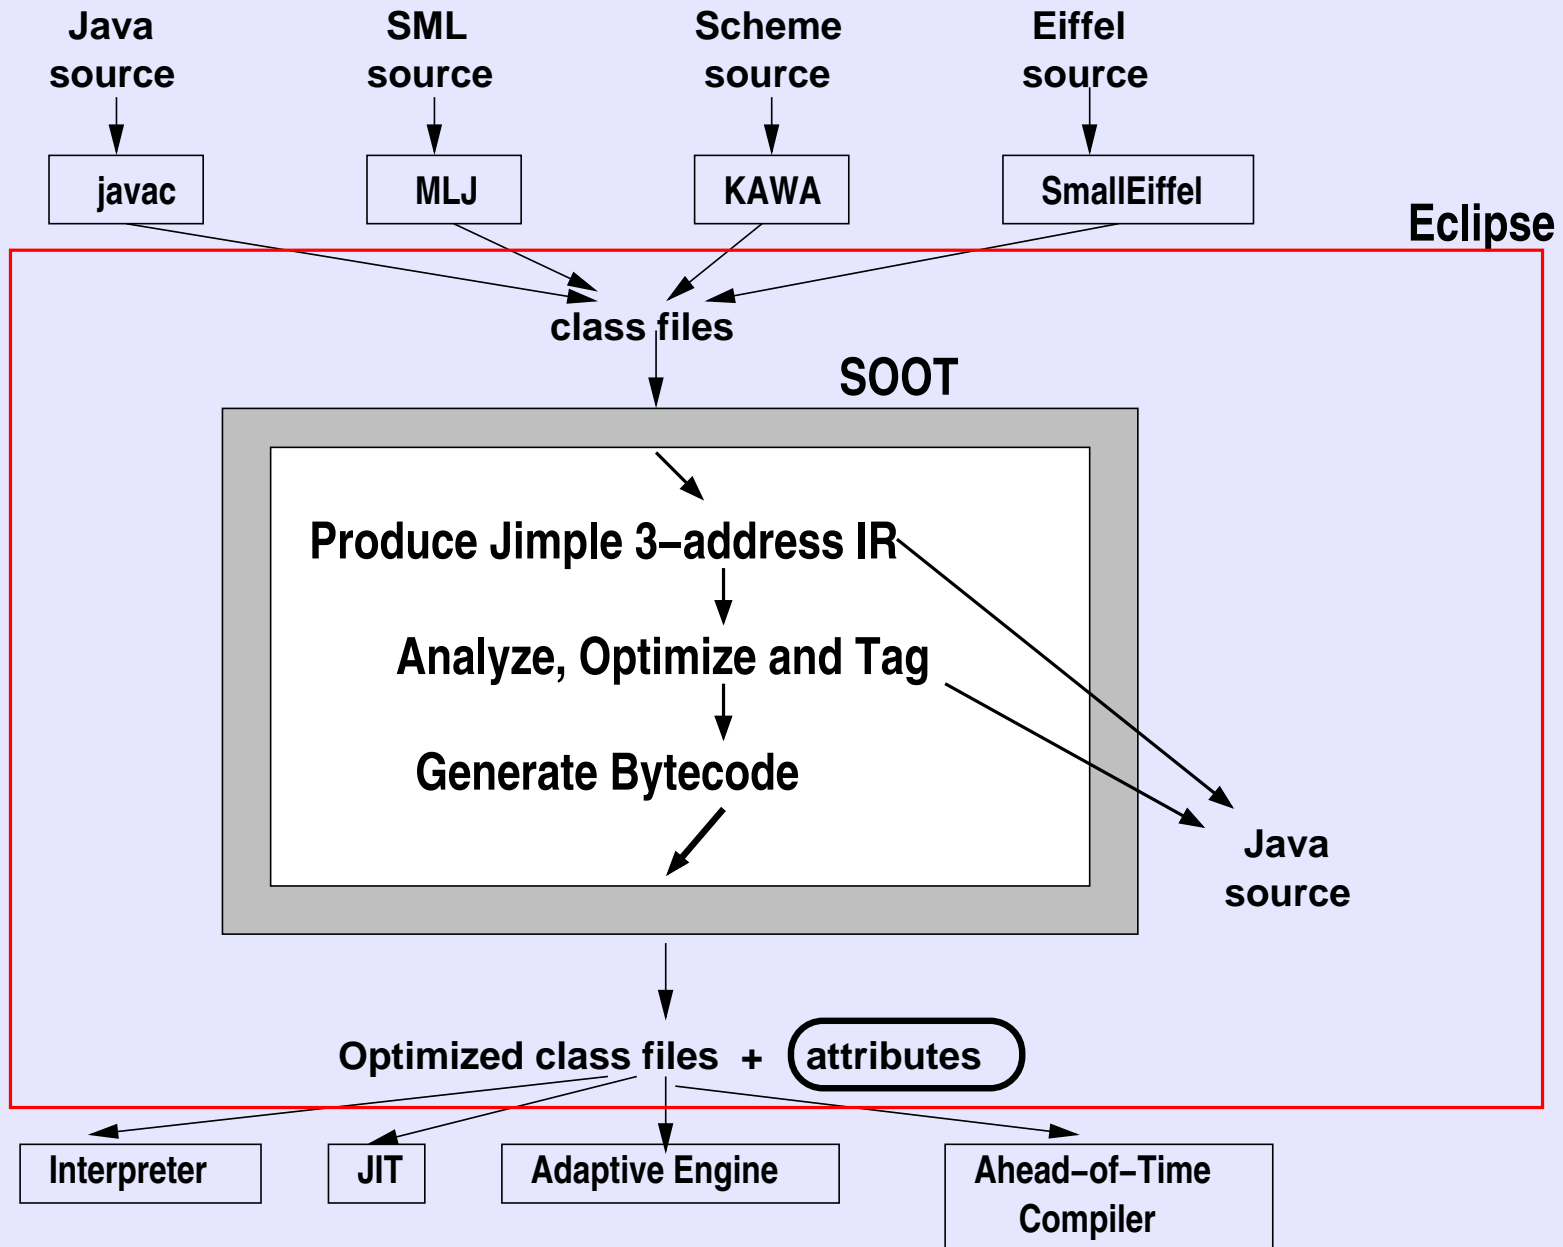 Java
source
SML
source
Scheme
source
Eiffel
source
javac
MLJ
KAWA
SmallEiffel
Eclipse
class files
SOOT
Produce Jimple 3–address IR
Analyze, Optimize and Tag
Generate Bytecode
Java
source
Optimized class files + attributes
Interpreter
JIT
Adaptive Engine
Ahead–of–Time
Compiler